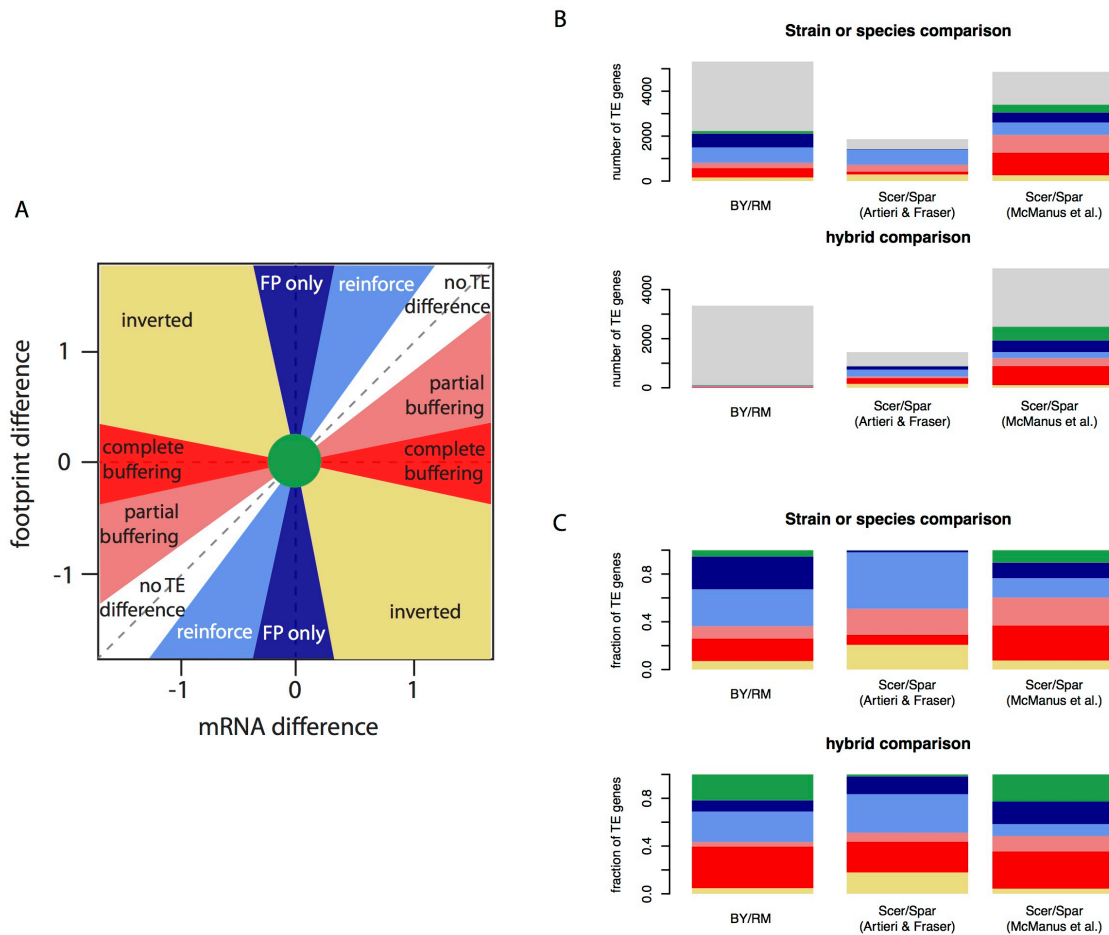 A
footprint difference
1
0
-1
-1
0
1
mRNA difference
FP only
reinforce
no TE
difference
inverted
partial
buffering
complete
buffering
complete
buffering
partial
buffering
no TE
difference
reinforce
FP only
inverted
B
Strain or species comparison
number of TE genes
4000
2000
0
BY/RM
Scer/Spar
(Artieri & Fraser)
Scer/Spar
(McManus et al.)
hybrid comparison
number of TE genes
4000
2000
0
BY/RM
Scer/Spar
(Artieri & Fraser)
Scer/Spar
(McManus et al.)
C
Strain or species comparison
fraction of TE genes
0.8
0.4
0.0
BY/RM
Scer/Spar
(Artieri & Fraser)
Scer/Spar
(McManus et al.)
hybrid comparison
fraction of TE genes
0.8
0.4
0.0
BY/RM
Scer/Spar
(Artieri & Fraser)
Scer/Spar
(McManus et al.)